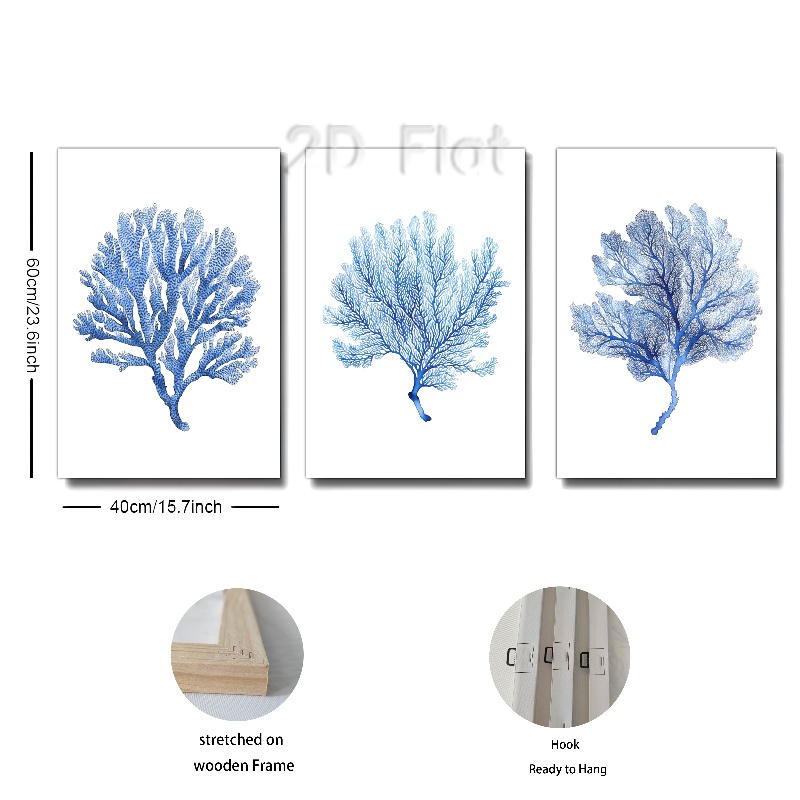 2D Flat
60cm/23.6inch
40cm/15.7inch
stretched on
wooden Frame
Hook
Ready to Hang